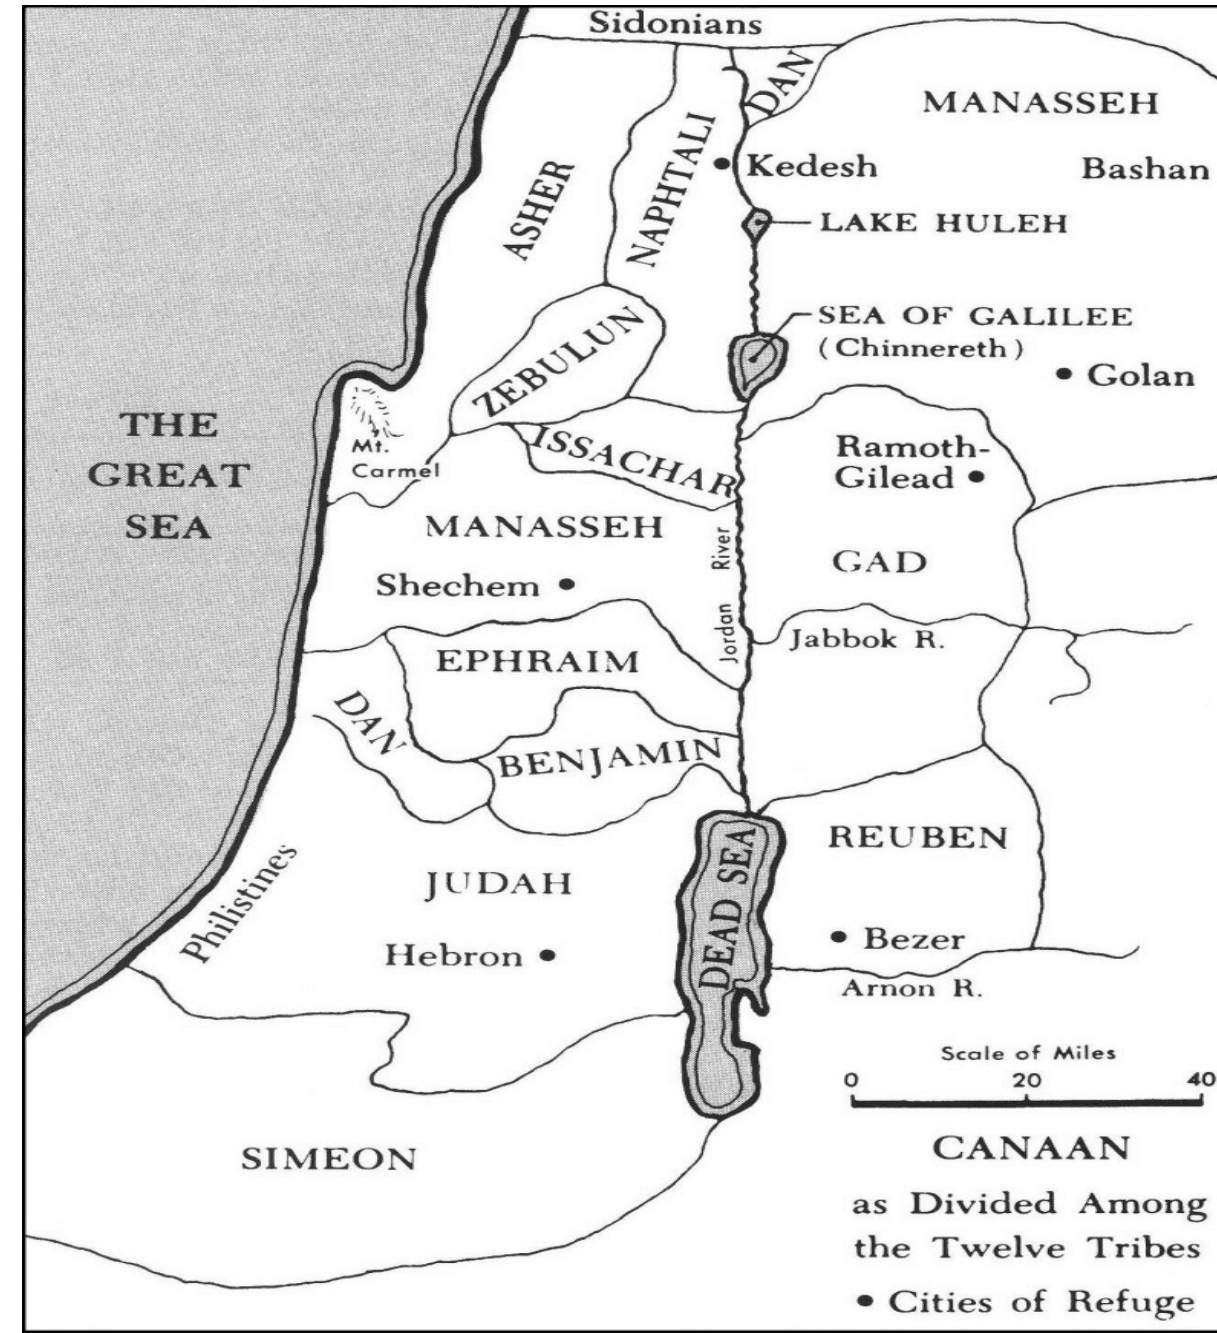 Sidonians
DAN
MANASSEH
NAPHTALI
Kedesh
Bashan
ASHER
LAKE HULEH
ZEBULUN
SEA OF GALILEE
(Chinnereth)
Golan
THE
GREAT
SEA
Mt.
Carmel
ISSACHAR
Ramoth-
Gilead
MANASSEH
River
Jordan
GAD
Shechem
Jabbok R.
EPHRAIM
DAN
BENJAMIN
REUBEN
Philistines
JUDAH
DEAD SEA
Hebron
Bezer
Arnon R.
Scale of Miles
0 20 40
SIMEON
CANAAN
as Divided Among
the Twelve Tribes
• Cities of Refuge